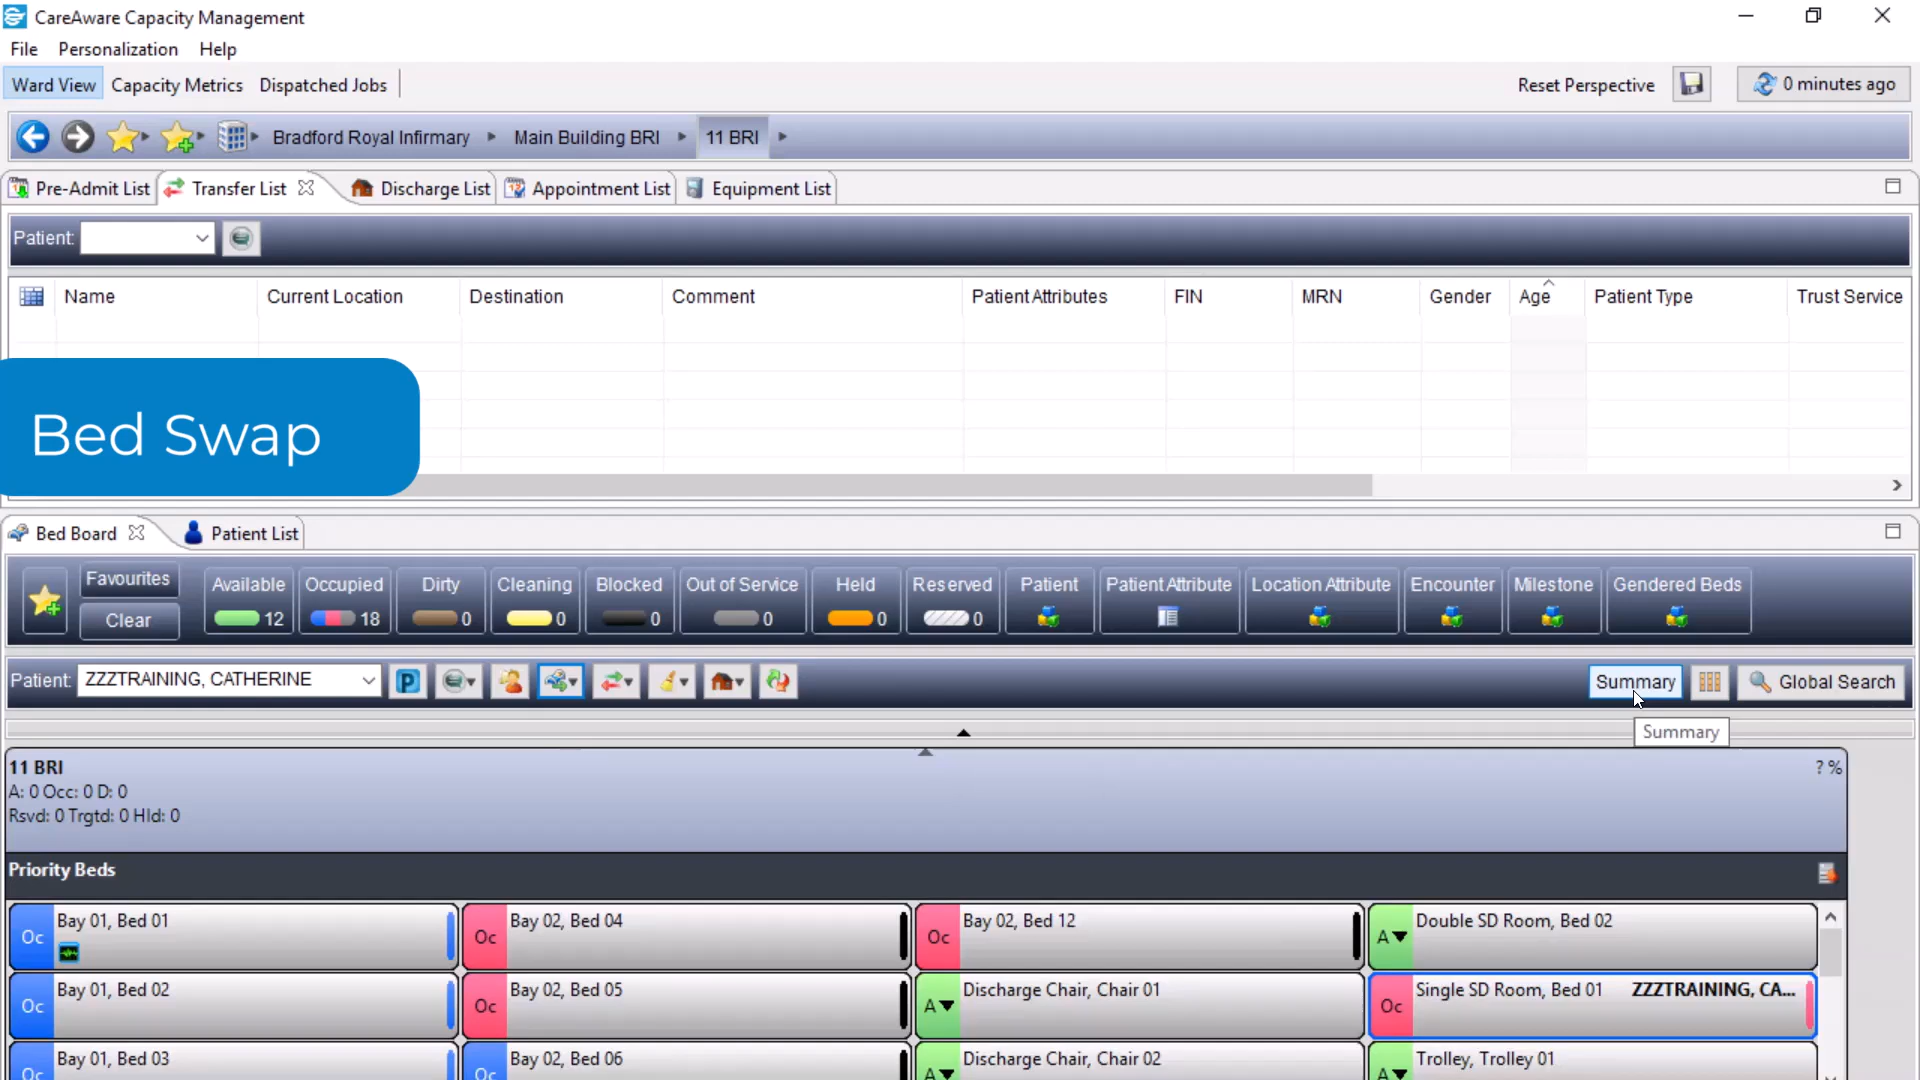 CareAware Capacity Management
File Personalization Help
Ward View Capacity Metrics Dispatched Jobs Reset Perspective 0 minutes ago
Bradford Royal Infirmary Main Building BRI 11 BRI
Pre-Admit List Transfer List Discharge List Appointment List Equipment List
Patient:
Name Current Location Destination Comment Patient Attributes FIN MRN Gender Age Patient Type Trust Service
Bed Swap
Bed Board Patient List
Favourites Available Occupied Dirty Cleaning Blocked Out of Service Held Reserved Patient Patient Attribute Location Attribute Encounter Milestone Gendered Beds
Clear 12 18 0 0 0 0 0 0
Patient: ZZZTRAINING, CATHERINE P Summary Global Search
Summary
11 BRI ? %
A: 0 Occ: 0 D: 0
Rsvd: 0 Trgtd: 0 Hld: 0
Priority Beds
Oc Bay 01, Bed 01 Oc Bay 02, Bed 04 Oc Bay 02, Bed 12 A Double SD Room, Bed 02
Oc Bay 01, Bed 02 Oc Bay 02, Bed 05 A Discharge Chair, Chair 01 Oc Single SD Room, Bed 01 ZZZTRAINING, CA...
Oc Bay 01, Bed 03 Oc Bay 02, Bed 06 A Discharge Chair, Chair 02 A Trolley, Trolley 01